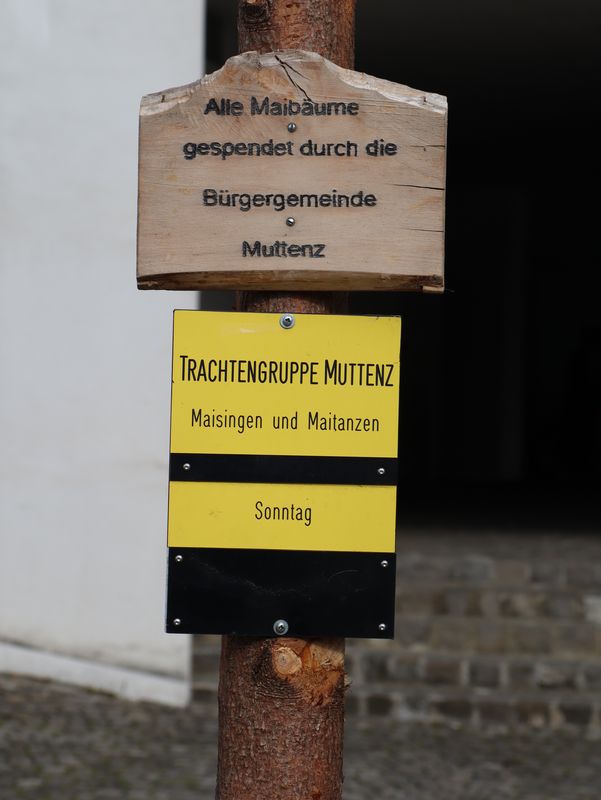 Alle Maibäume
gespendet durch die
Bürgergemeinde
Muttenz
TRACHTENGRUPPE MUTTENZ
Maisingen und Maitanzen
Sonntag